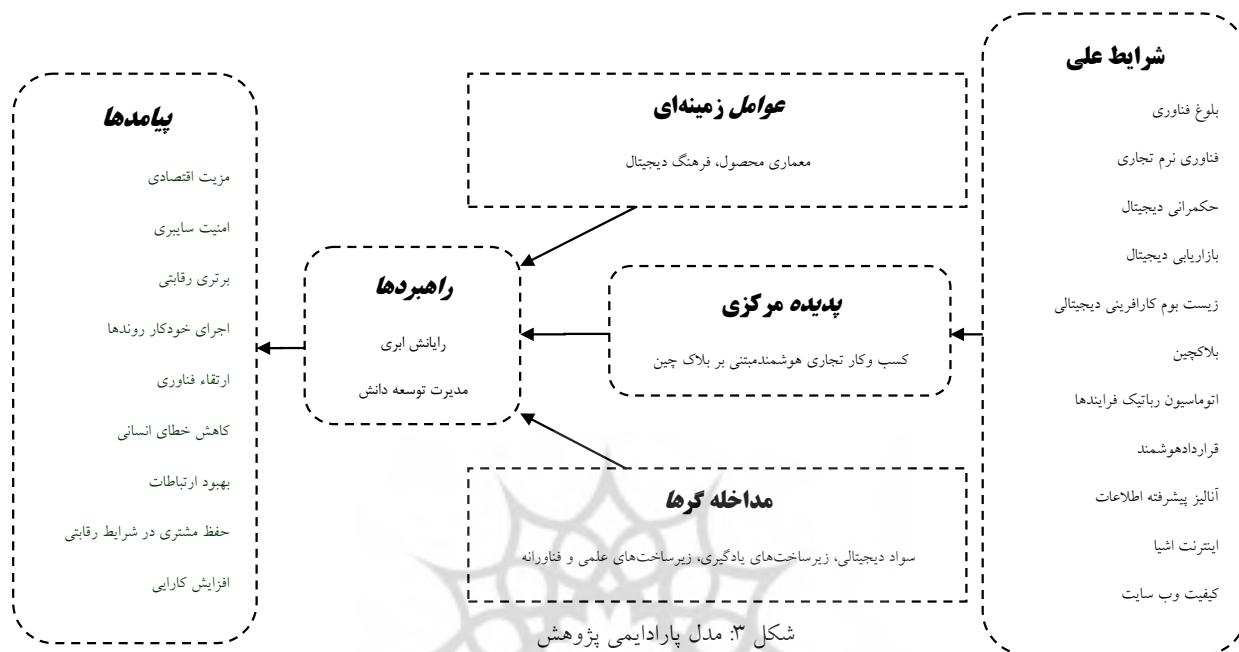 شرایط علی
بلوغ فناوری
فناوری نرم تجاری
حکمرانی دیجیتال
بازاریابی دیجیتال
زیست بوم کارافرینی دیجیتالی
بلاکچین
اتوماسیون رباتیک فرایندها
قراردادهوشمند
آنالیز پیشرفته اطلاعات
اینترنت اشیا
کیفیت وب سایت
عوامل زمینه‌ای
معماری محصول، فرهنگ دیجیتال
پدیده مرکزی
کسب وکار تجاری هوشمندمبتنی بر بلاک چین
مداخله گرها
سواد دیجیتالی، زیرساخت‌های یادگیری، زیرساخت‌های علمی و فناورانه
راهبردها
رایانش ابری
مدیرت توسعه دانش
پیامدها
مزیت اقتصادی
امنیت سایبری
برتری رقابتی
اجرای خودکار روندها
ارتقاء فناوری
کاهش خطای انسانی
بهبود ارتباطات
حفظ مشتری در شرایط رقابتی
افزایش کارایی
شکل ۳: مدل پارادایمی پژوهش